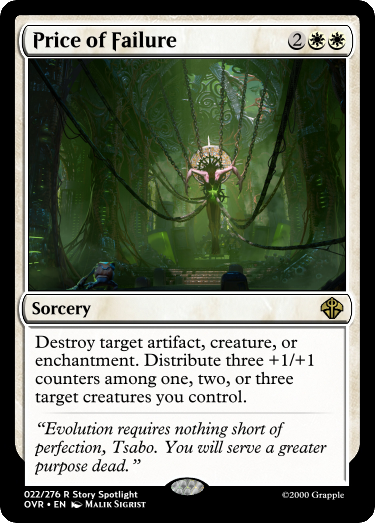 Price of Failure 2
Sorcery
Destroy target artifact, creature, or
enchantment. Distribute three +1/+1
counters among one, two, or three
target creatures you control.
“Evolution requires nothing short of
perfection, Tsabo. You will serve a greater
purpose dead.”
022/276 R Story Spotlight
OVR • EN Malik Sigrist ©2000 Grapple